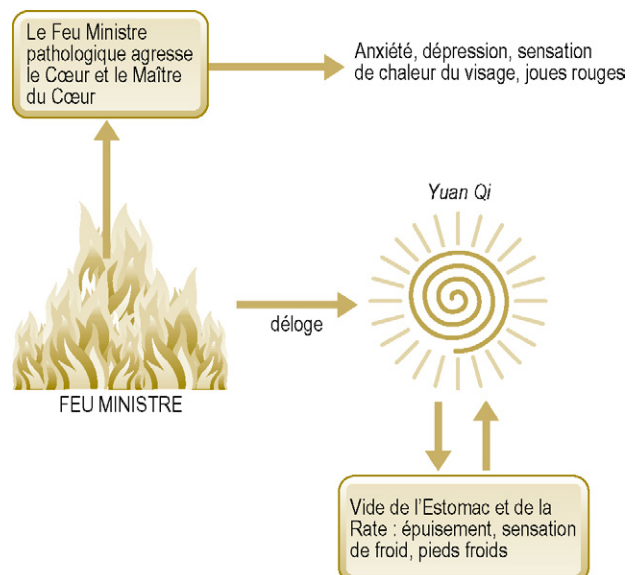 Le Feu Ministre
pathologique agresse
le Cœur et le Maître
du Cœur
Anxiété, dépression, sensation
de chaleur du visage, joues rouges
Yuan Qi
déloge
FEU MINISTRE
Vide de l'Estomac et de la
Rate : épuisement, sensation
de froid, pieds froids